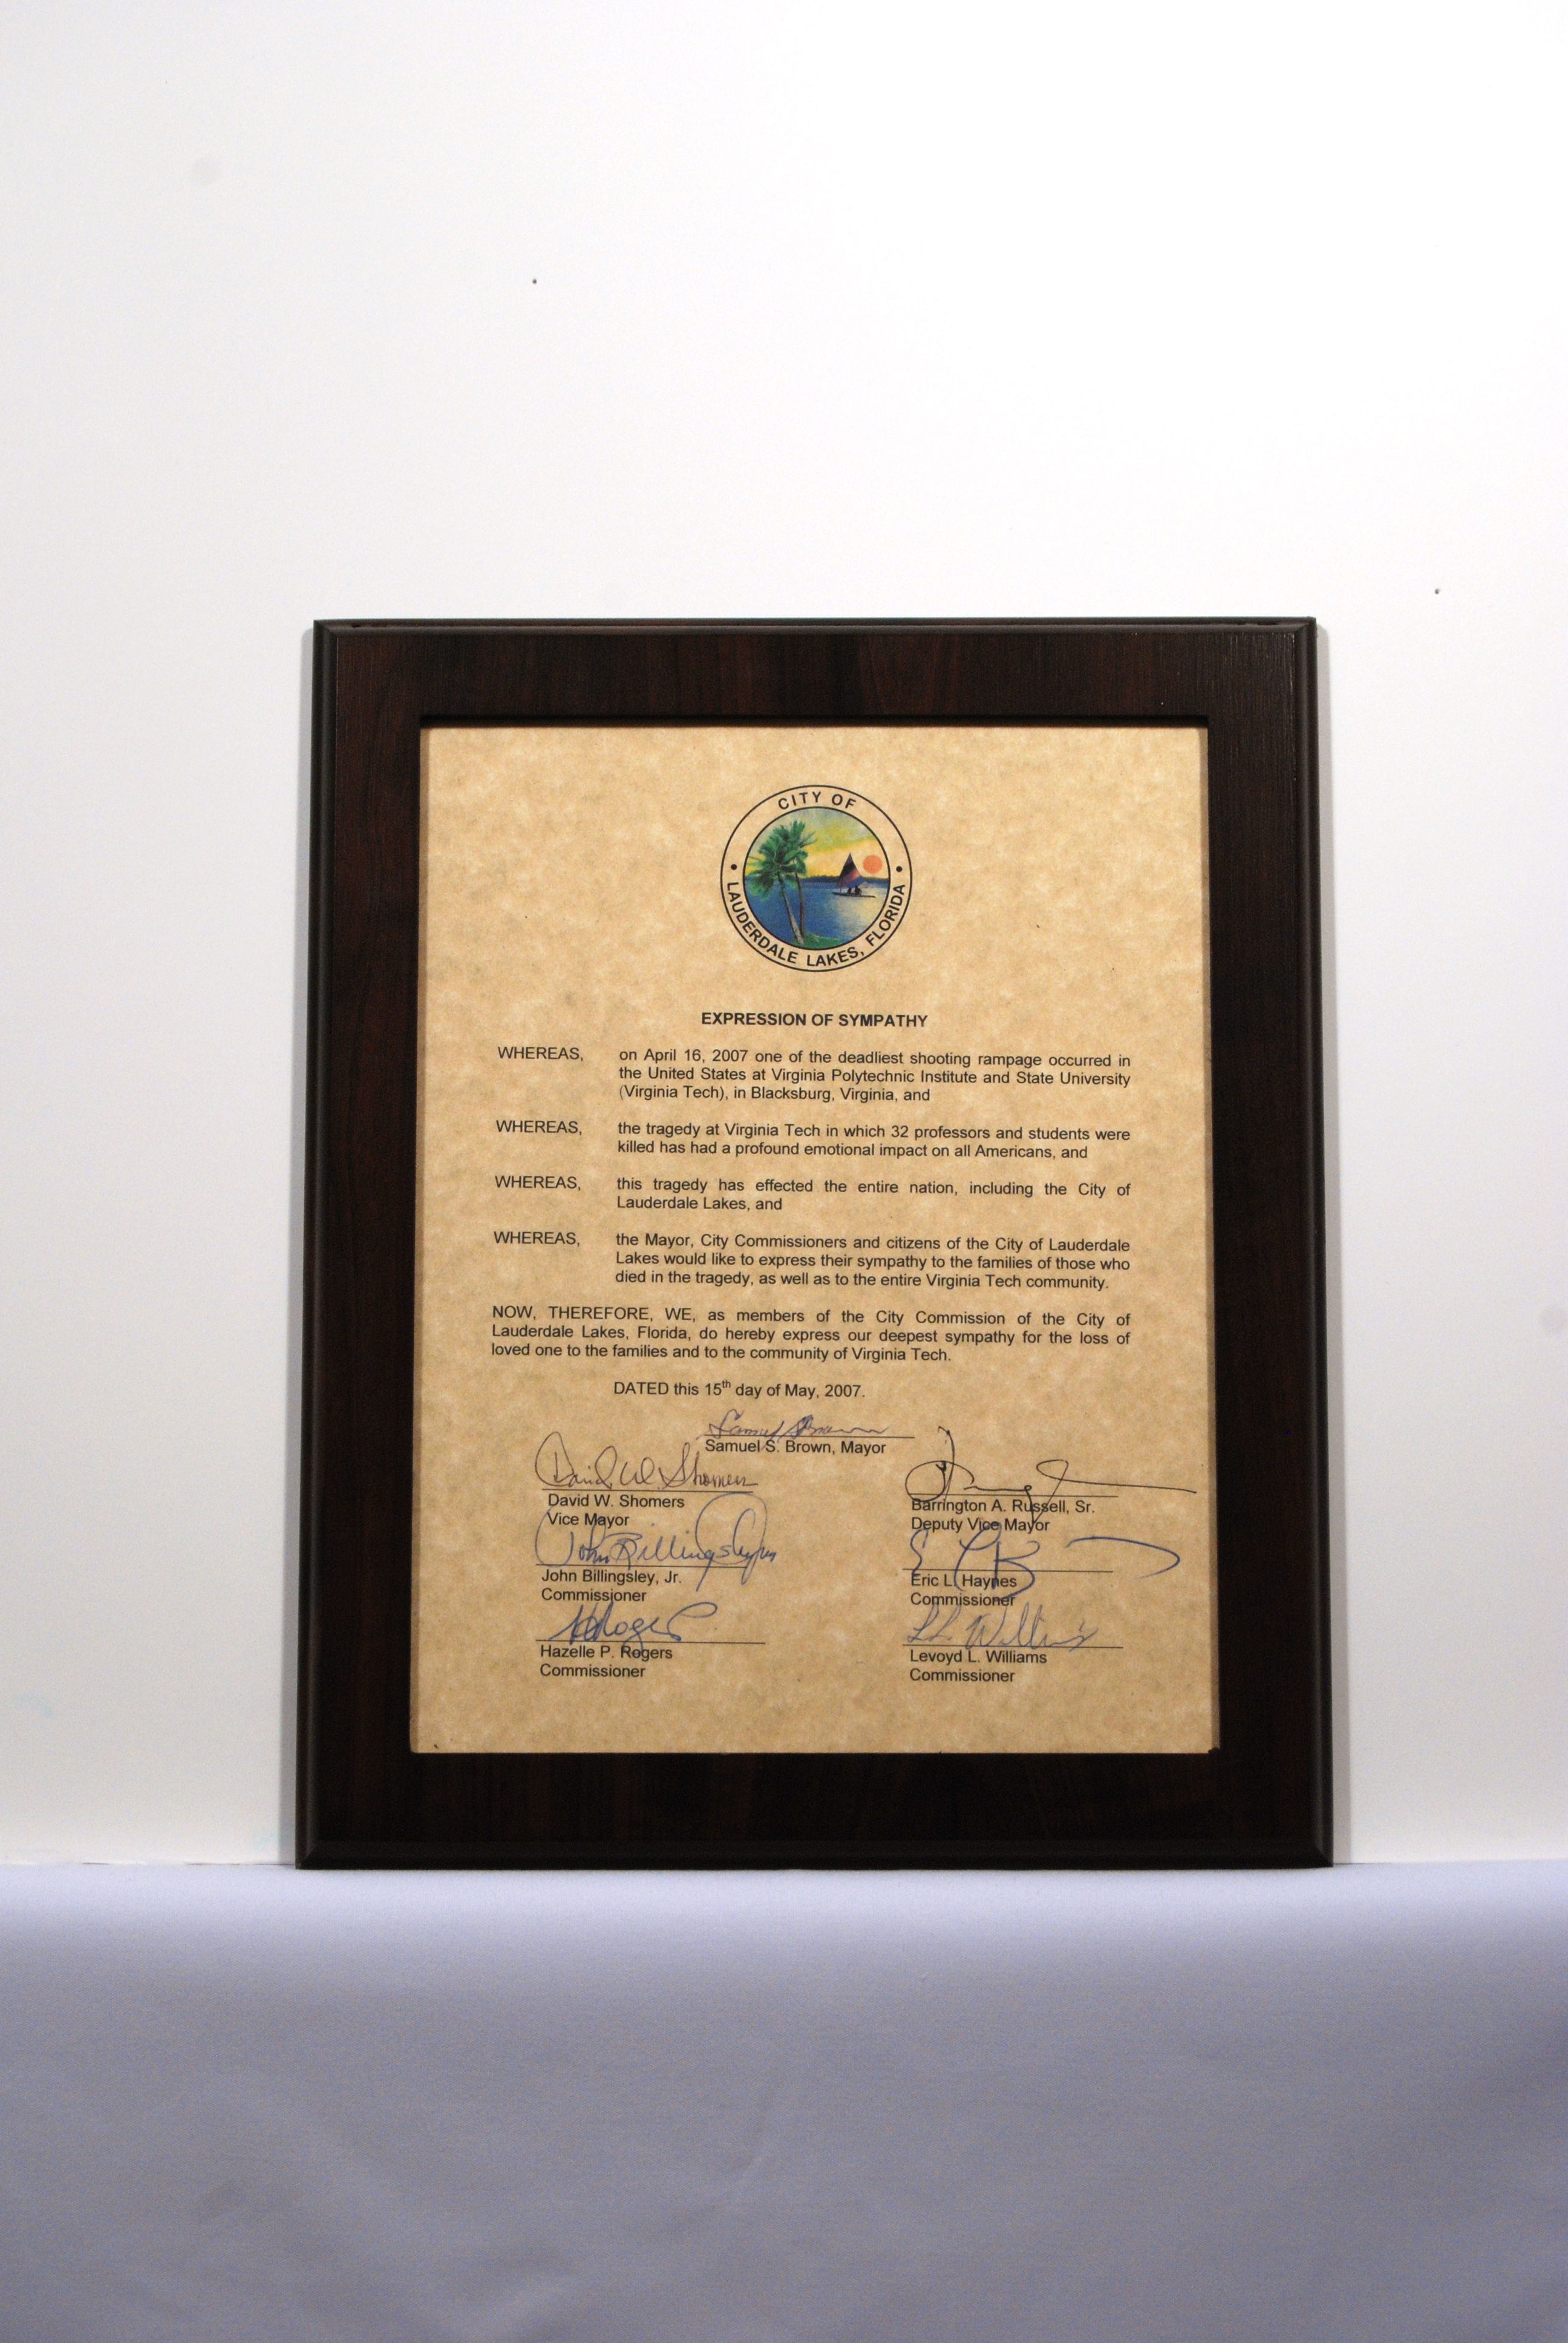 CITY OF
LAUDERDALE LAKES, FLORIDA
EXPRESSION OF SYMPATHY
WHEREAS, on April 16, 2007 one of the deadliest shooting rampage occurred in
the United States at Virginia Polytechnic Institute and State University
(Virginia Tech), in Blacksburg, Virginia, and
WHEREAS, the tragedy at Virginia Tech in which 32 professors and students were
killed has had a profound emotional impact on all Americans, and
WHEREAS, this tragedy has effected the entire nation, including the City of
Lauderdale Lakes, and
WHEREAS, the Mayor, City Commissioners and citizens of the City of Lauderdale
Lakes would like to express their sympathy to the families of those who
died in the tragedy, as well as to the entire Virginia Tech community.
NOW, THEREFORE, WE, as members of the City Commission of the City of
Lauderdale Lakes, Florida, do hereby express our deepest sympathy for the loss of
loved one to the families and to the community of Virginia Tech.
DATED this 15th day of May, 2007.
Samuel S. Brown
Samuel S. Brown, Mayor
David W. Shomers
David W. Shomers
Vice Mayor
Barrington A. Russell, Sr.
Deputy Vice Mayor
John Billingsley Jr
John Billingsley, Jr.
Commissioner
Eric L. Haynes
Commissioner
H Rogers
Hazelle P. Rogers
Commissioner
L.L. Williams
Levoyd L. Williams
Commissioner